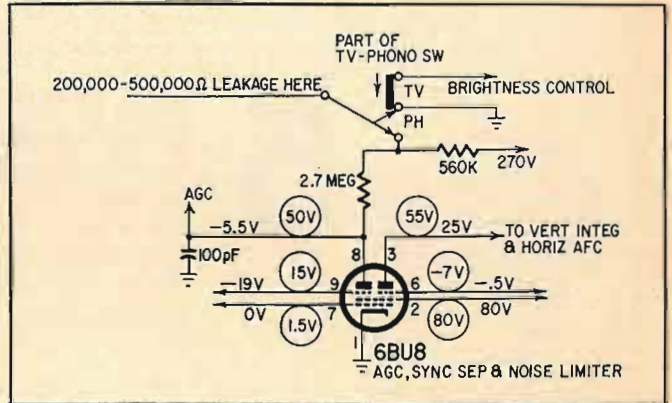 PART OF
TV-PHONO SW
200,000-500,000Ω LEAKAGE HERE
TV
BRIGHTNESS CONTROL
PH
560K
270V
2.7 MEG
AGC
-5.5V
50V
55V
25V
TO VERT INTEG
& HORIZ AFC
100pF
8
3
-19V
15V
9
6
-7V
-.5V
0V
1.5V
7
2
80V
80V
1
6BU8
AGC, SYNC SEP & NOISE LIMITER